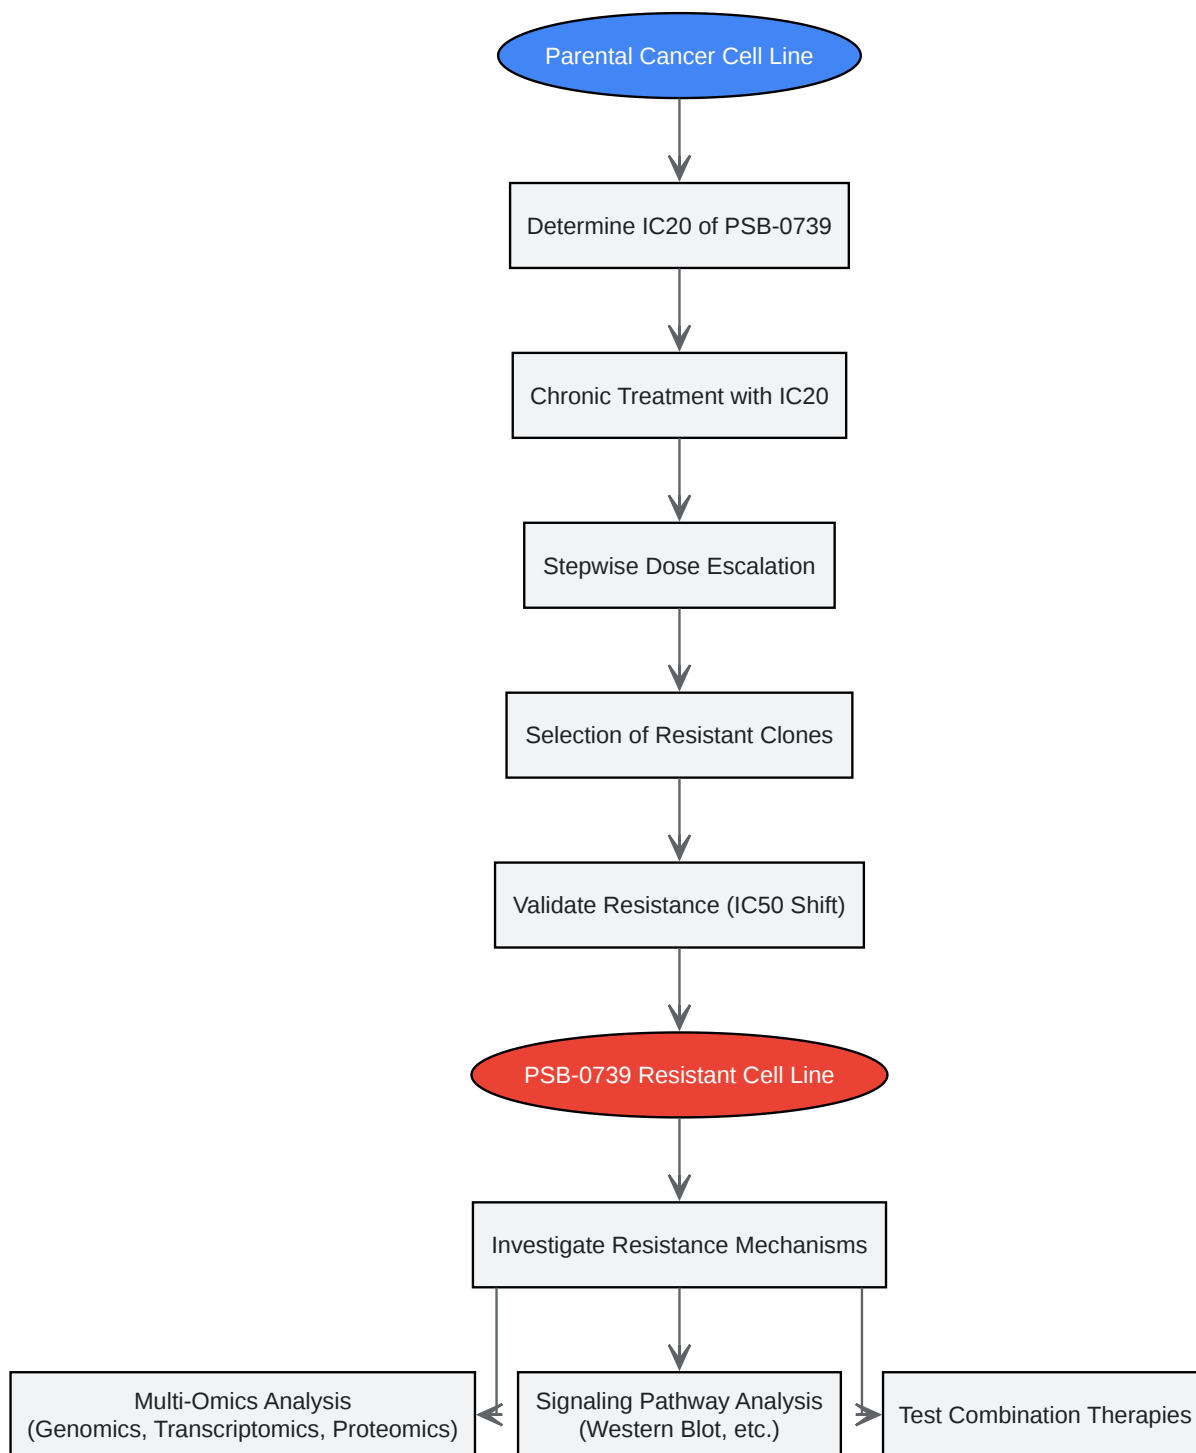 Parental Cancer Cell Line
Determine IC20 of PSB-0739
Chronic Treatment with IC20
Stepwise Dose Escalation
Selection of Resistant Clones
Validate Resistance (IC50 Shift)
PSB-0739 Resistant Cell Line
Investigate Resistance Mechanisms
Multi-Omics Analysis
(Genomics, Transcriptomics, Proteomics)
Signaling Pathway Analysis
(Western Blot, etc.)
Test Combination Therapies